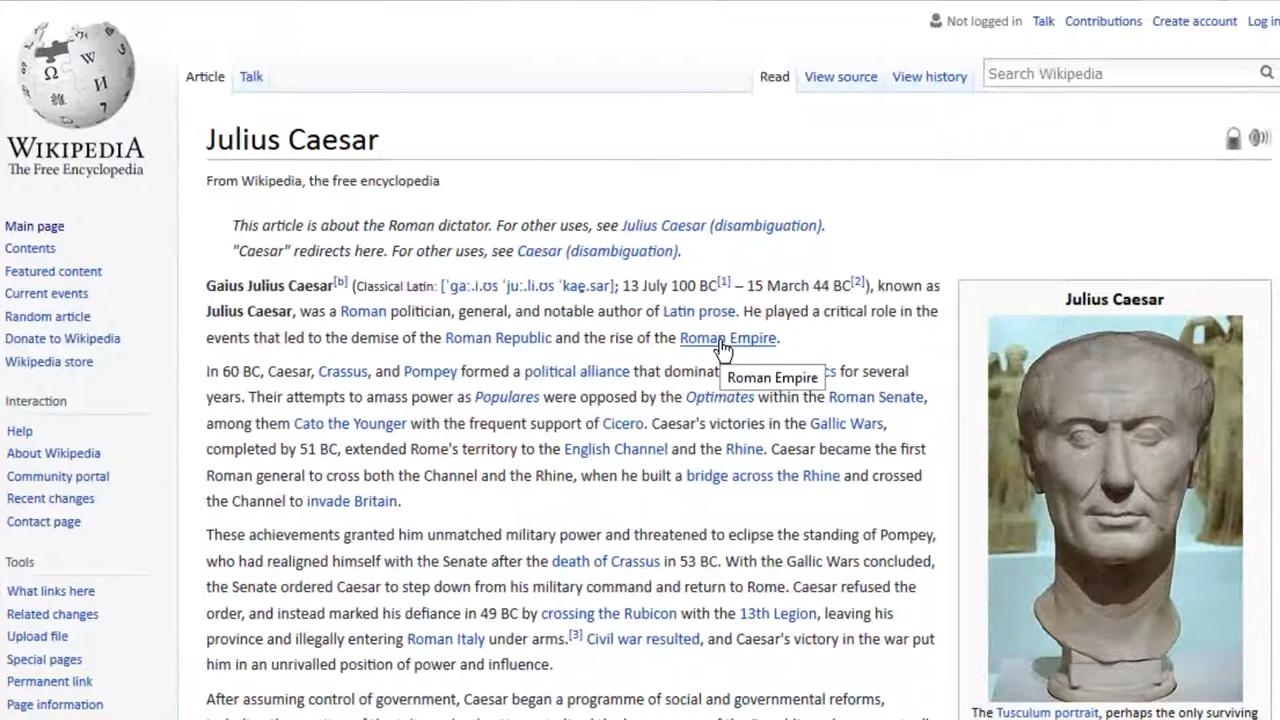 Not logged in Talk Contributions Create account Log in
Article Talk Read View source View history Search Wikipedia
WIKIPEDIA
The Free Encyclopedia
Main page
Contents
Featured content
Current events
Random article
Donate to Wikipedia
Wikipedia store
Interaction
Help
About Wikipedia
Community portal
Recent changes
Contact page
Tools
What links here
Related changes
Upload file
Special pages
Permanent link
Page information
Julius Caesar
From Wikipedia, the free encyclopedia
This article is about the Roman dictator. For other uses, see Julius Caesar (disambiguation).
"Caesar" redirects here. For other uses, see Caesar (disambiguation).
Gaius Julius Caesar[b] (Classical Latin: [ˈɡaː.i.ʊs ˈjuː.li.ʊs ˈkae̯.sar]; 13 July 100 BC[1] – 15 March 44 BC[2]), known as
Julius Caesar, was a Roman politician, general, and notable author of Latin prose. He played a critical role in the
events that led to the demise of the Roman Republic and the rise of the Roman Empire.
Roman Empire
In 60 BC, Caesar, Crassus, and Pompey formed a political alliance that dominat cs for several
years. Their attempts to amass power as Populares were opposed by the Optimates within the Roman Senate,
among them Cato the Younger with the frequent support of Cicero. Caesar's victories in the Gallic Wars,
completed by 51 BC, extended Rome's territory to the English Channel and the Rhine. Caesar became the first
Roman general to cross both the Channel and the Rhine, when he built a bridge across the Rhine and crossed
the Channel to invade Britain.
These achievements granted him unmatched military power and threatened to eclipse the standing of Pompey,
who had realigned himself with the Senate after the death of Crassus in 53 BC. With the Gallic Wars concluded,
the Senate ordered Caesar to step down from his military command and return to Rome. Caesar refused the
order, and instead marked his defiance in 49 BC by crossing the Rubicon with the 13th Legion, leaving his
province and illegally entering Roman Italy under arms.[3] Civil war resulted, and Caesar's victory in the war put
him in an unrivalled position of power and influence.
After assuming control of government, Caesar began a programme of social and governmental reforms,
Julius Caesar
The Tusculum portrait, perhaps the only surviving